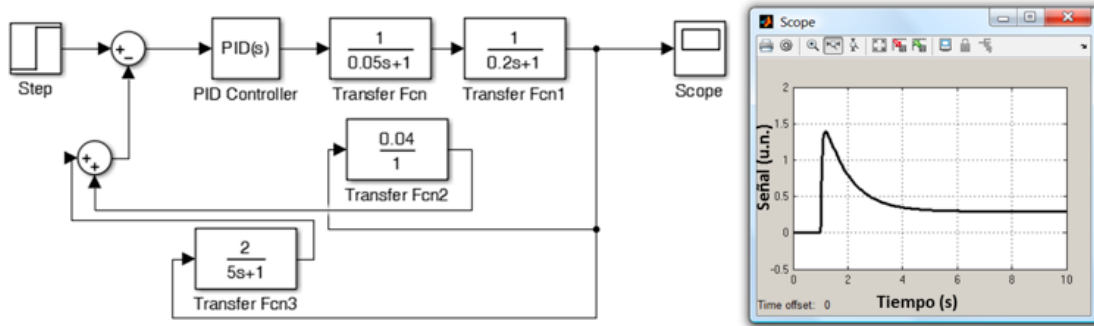 Step
+
−
PID(s)
PID Controller
1
0.05s+1
Transfer Fcn
1
0.2s+1
Transfer Fcn1
Scope
+
+
0.04
1
Transfer Fcn2
2
5s+1
Transfer Fcn3
Scope
Señal (u.n.)
2
1.5
1
0.5
0
-0.5
0
2
4
6
8
10
Time offset: 0
Tiempo (s)